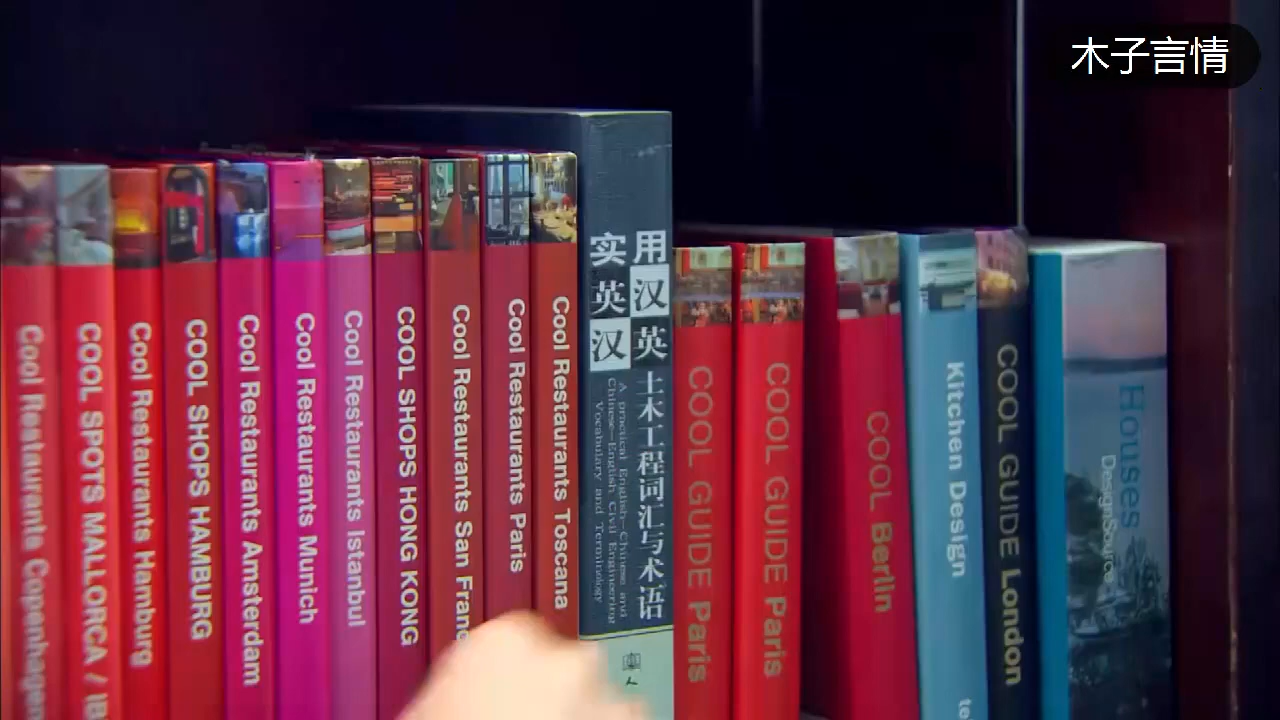 木子言情
Cool Restaurante Copenhagen
COOL SPOTS MALLORCA / IB
Cool Restaurants Hamburg
COOL SHOPS HAMBURG
Cool Restaurants Amsterdam
Cool Restaurants Munich
Cool Restaurants Istanbul
COOL SHOPS HONG KONG
Cool Restaurants San Franc
Cool Restaurants Paris
Cool Restaurants Toscana
实用
英汉
汉英
土木工程词汇与术语
A practical English-Chinese and
Chinese-English Civil Engineering
Vocabulary and Terminology
人
COOL GUIDE Paris
COOL GUIDE Paris
COOL Berlin
Kitchen Design
te
COOL GUIDE London
Houses
DesignSource